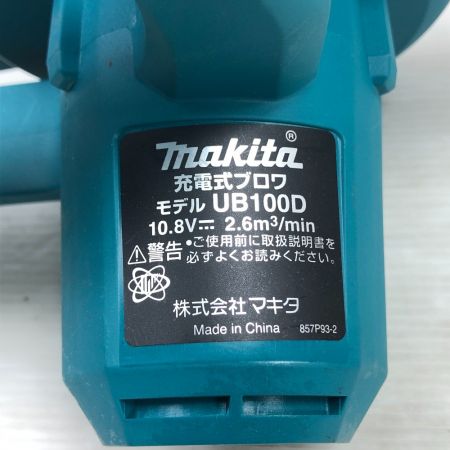 makita®
充電式ブロワ
モデル UB100D
10.8V⎓ 2.6m³/min
⚠警告 •ご使用前に取扱説明書を
必ずよくお読みください。
株式会社マキタ
Made in China 857P93-2